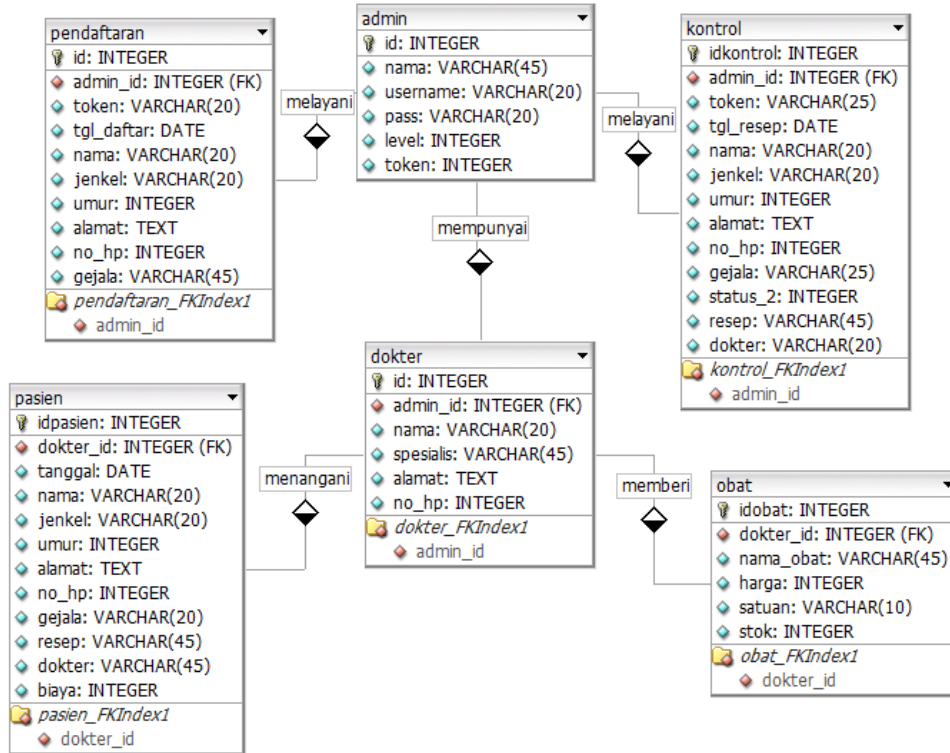 pendaftaran
id: INTEGER
admin_id: INTEGER (FK)
token: VARCHAR(20)
tgl_daftar: DATE
nama: VARCHAR(20)
jenkel: VARCHAR(20)
umur: INTEGER
alamat: TEXT
no_hp: INTEGER
gejala: VARCHAR(45)
pendaftaran_FKIndex1
admin_id
melayani
admin
id: INTEGER
nama: VARCHAR(45)
username: VARCHAR(20)
pass: VARCHAR(20)
level: INTEGER
token: INTEGER
melayani
kontrol
idkontrol: INTEGER
admin_id: INTEGER (FK)
token: VARCHAR(25)
tgl_resep: DATE
nama: VARCHAR(20)
jenkel: VARCHAR(20)
umur: INTEGER
alamat: TEXT
no_hp: INTEGER
gejala: VARCHAR(25)
status_2: INTEGER
resep: VARCHAR(45)
dokter: VARCHAR(20)
kontrol_FKIndex1
admin_id
mempunyai
pasien
idpasien: INTEGER
dokter_id: INTEGER (FK)
tanggal: DATE
nama: VARCHAR(20)
jenkel: VARCHAR(20)
umur: INTEGER
alamat: TEXT
no_hp: INTEGER
gejala: VARCHAR(20)
resep: VARCHAR(45)
dokter: VARCHAR(45)
biaya: INTEGER
pasien_FKIndex1
dokter_id
menangani
dokter
id: INTEGER
admin_id: INTEGER (FK)
nama: VARCHAR(20)
spesialis: VARCHAR(45)
alamat: TEXT
no_hp: INTEGER
dokter_FKIndex1
admin_id
memberi
obat
idobat: INTEGER
dokter_id: INTEGER (FK)
nama_obat: VARCHAR(45)
harga: INTEGER
satuan: VARCHAR(10)
stok: INTEGER
obat_FKIndex1
dokter_id